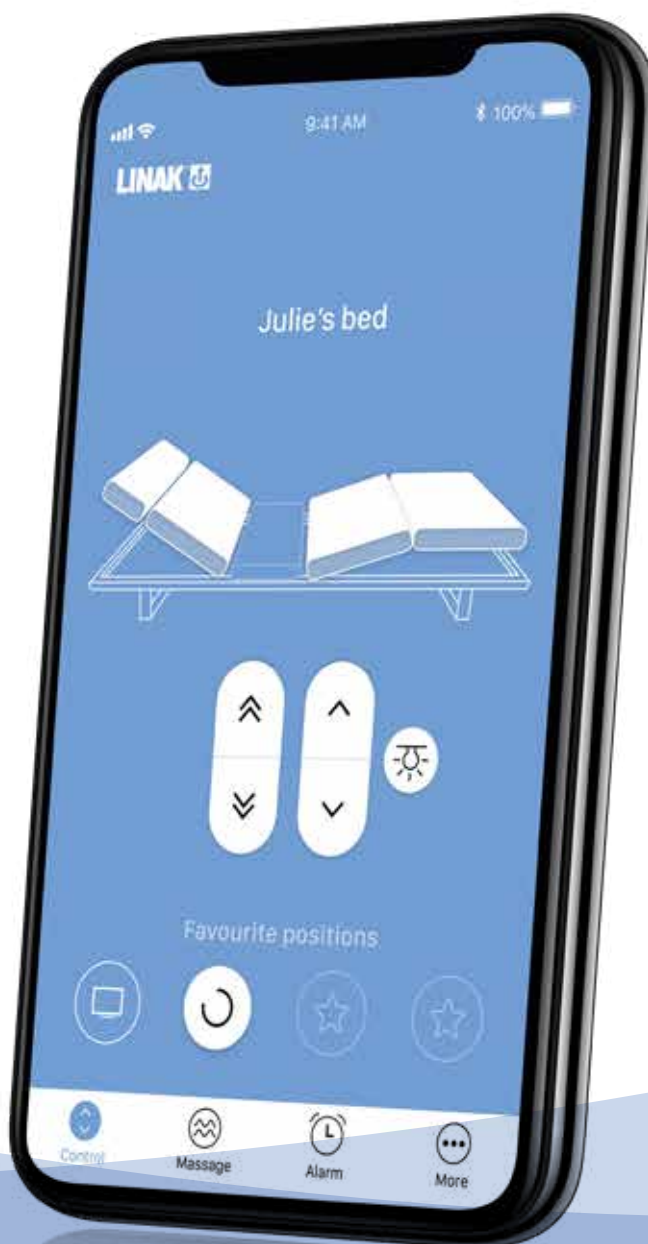 9:41 AM
100%
LINAK
Julie's bed
Favourite positions
Control
Massage
Alarm
More